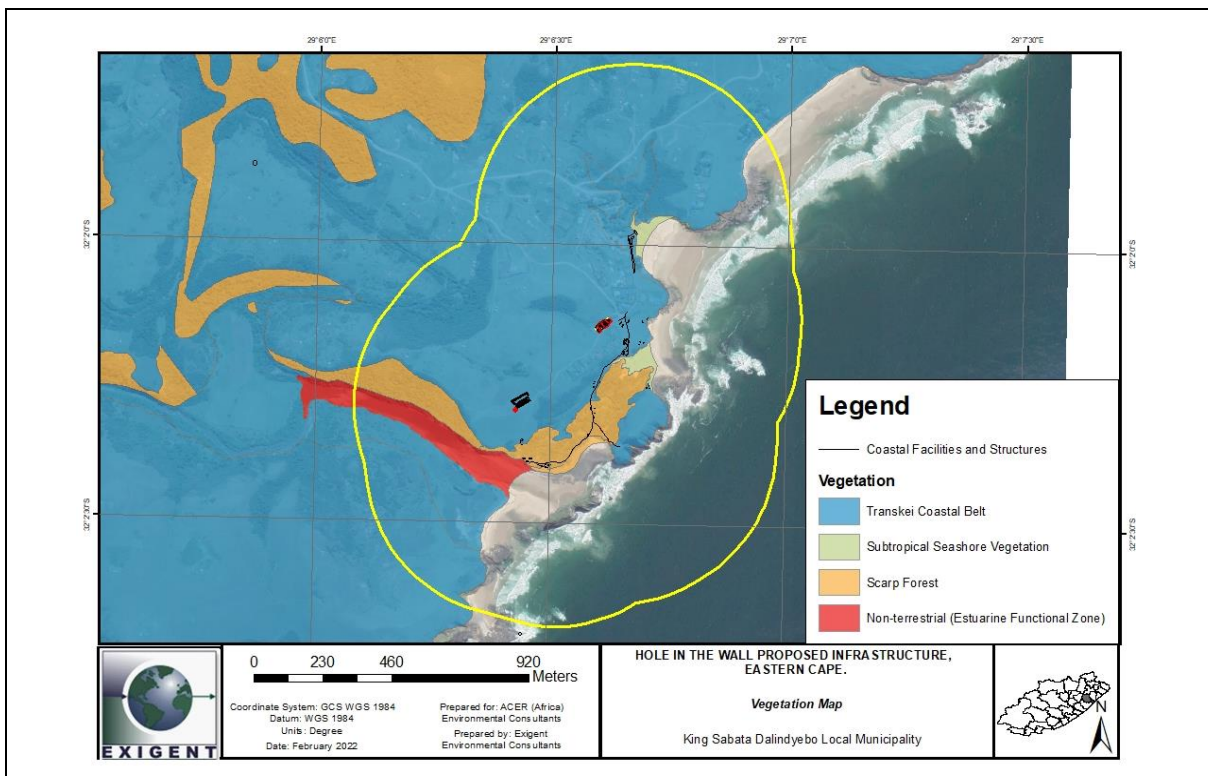 29°6'0"E
29°6'30"E
29°7'0"E
29°7'30"E
32°2'0"S
32°2'0"S
32°2'30"S
32°2'30"S
Legend
Coastal Facilities and Structures
Vegetation
Transkei Coastal Belt
Subtropical Seashore Vegetation
Scarp Forest
Non-terrestrial (Estuarine Functional Zone)
EXIGENT
0 230 460 920
Meters
Coordinate System: GCS WGS 1984
Datum: WGS 1984
Units: Degree
Date: February 2022
Prepared for: ACER (Africa)
Environmental Consultants
Prepared by: Exigent
Environmental Consultants
HOLE IN THE WALL PROPOSED INFRASTRUCTURE,
EASTERN CAPE.
Vegetation Map
King Sabata Dalindyebo Local Municipality
N